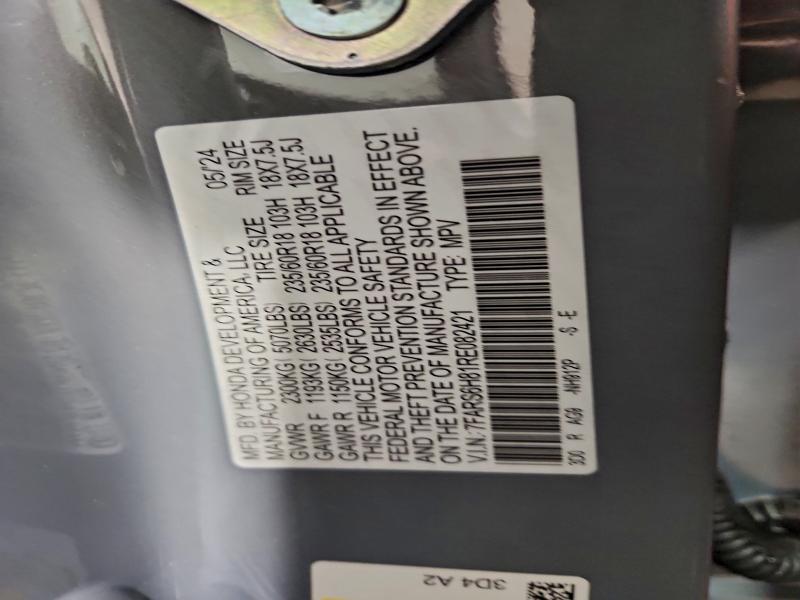 MFD. BY HONDA DEVELOPMENT & 05/'24
MANUFACTURING OF AMERICA, LLC TIRE SIZE RIM SIZE
GVWR 2300KG( 5070LBS)
GAWR F 1193KG( 2630LBS) 235/60R18 103H 18X7.5J
GAWR R 1150KG( 2535LBS) 235/60R18 103H 18X7.5J
THIS VEHICLE CONFORMS TO ALL APPLICABLE
FEDERAL MOTOR VEHICLE SAFETY
AND THEFT PREVENTION STANDARDS IN EFFECT
ON THE DATE OF MANUFACTURE SHOWN ABOVE.
V.I.N:7FARS6H81RE082421 TYPE: MPV
300 R AG0 -NH912P -S -E
3D4 A2